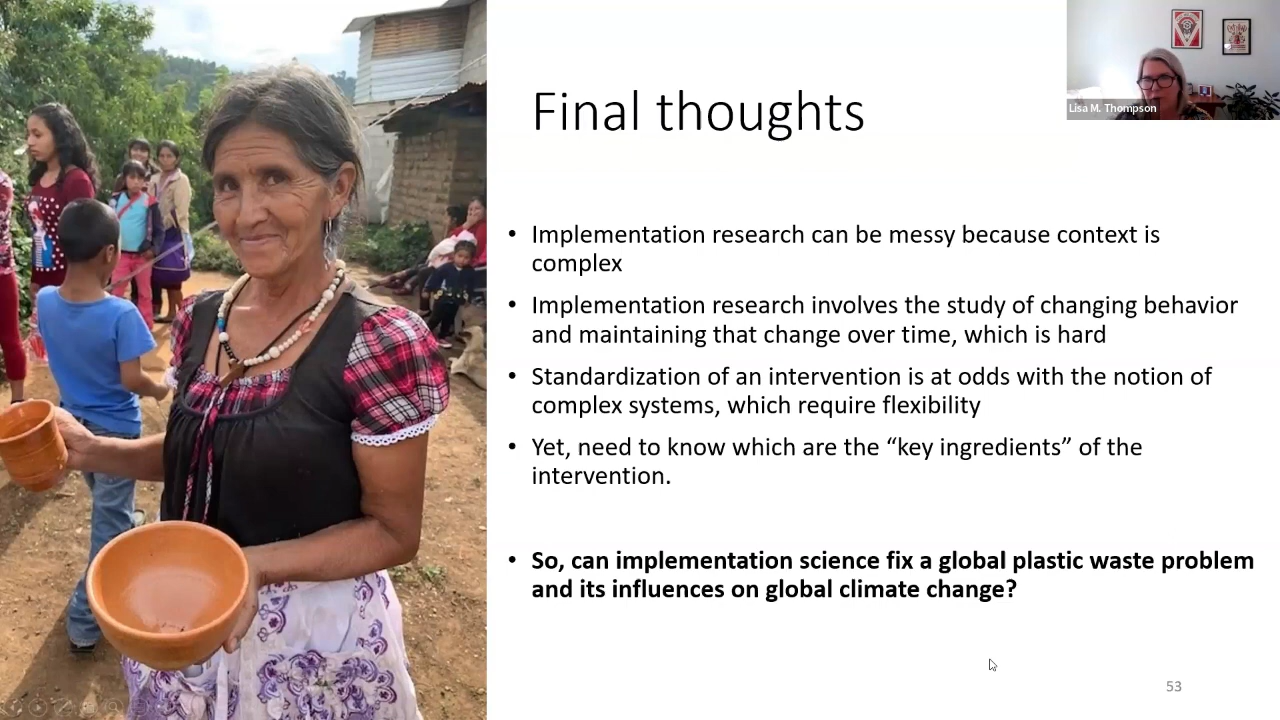 Lisa M. Thompson
Final thoughts
• Implementation research can be messy because context is
complex
• Implementation research involves the study of changing behavior
and maintaining that change over time, which is hard
• Standardization of an intervention is at odds with the notion of
complex systems, which require flexibility
• Yet, need to know which are the “key ingredients” of the
intervention.
• So, can implementation science fix a global plastic waste problem
and its influences on global climate change?
53